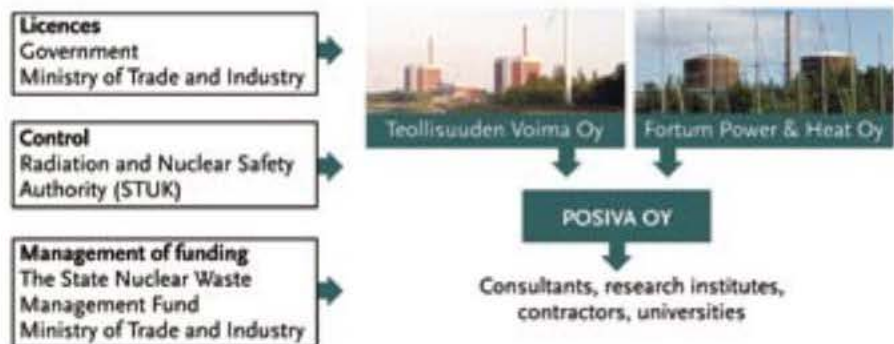 Licences
Government
Ministry of Trade and Industry
Control
Radiation and Nuclear Safety
Authority (STUK)
Management of funding
The State Nuclear Waste
Management Fund
Ministry of Trade and Industry
Teollisuuden Voima Oy
Fortum Power & Heat Oy
POSIVA OY
Consultants, research institutes,
contractors, universities